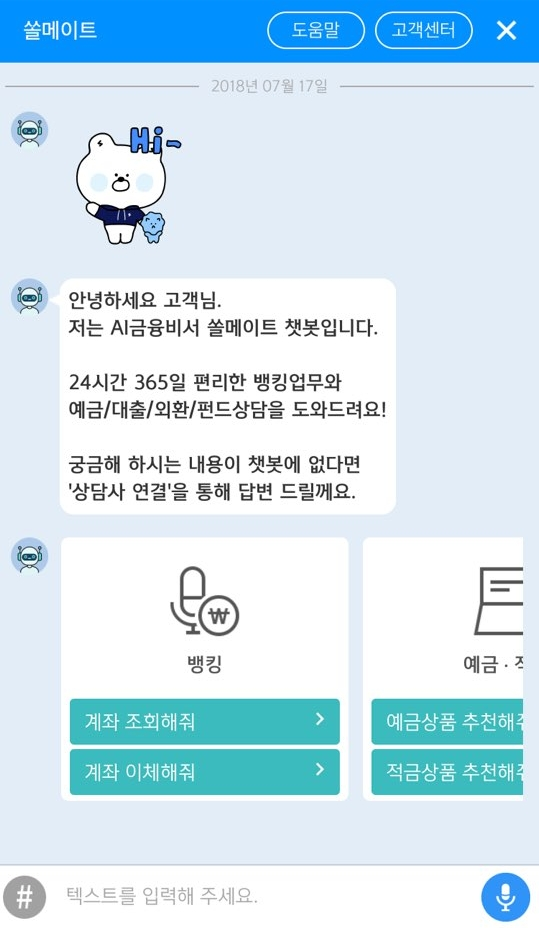 쏠메이트
도움말
고객센터
2018년 07월 17일
Hi~
안녕하세요 고객님.
저는 AI금융비서 쏠메이트 챗봇입니다.
24시간 365일 편리한 뱅킹업무와
예금/대출/외환/펀드상담을 도와드려요!
궁금해 하시는 내용이 챗봇에 없다면
'상담사 연결'을 통해 답변 드릴께요.
뱅킹
계좌 조회해줘
계좌 이체해줘
예금 · 적
예금상품 추천해줘
적금상품 추천해줘
#
텍스트를 입력해 주세요.